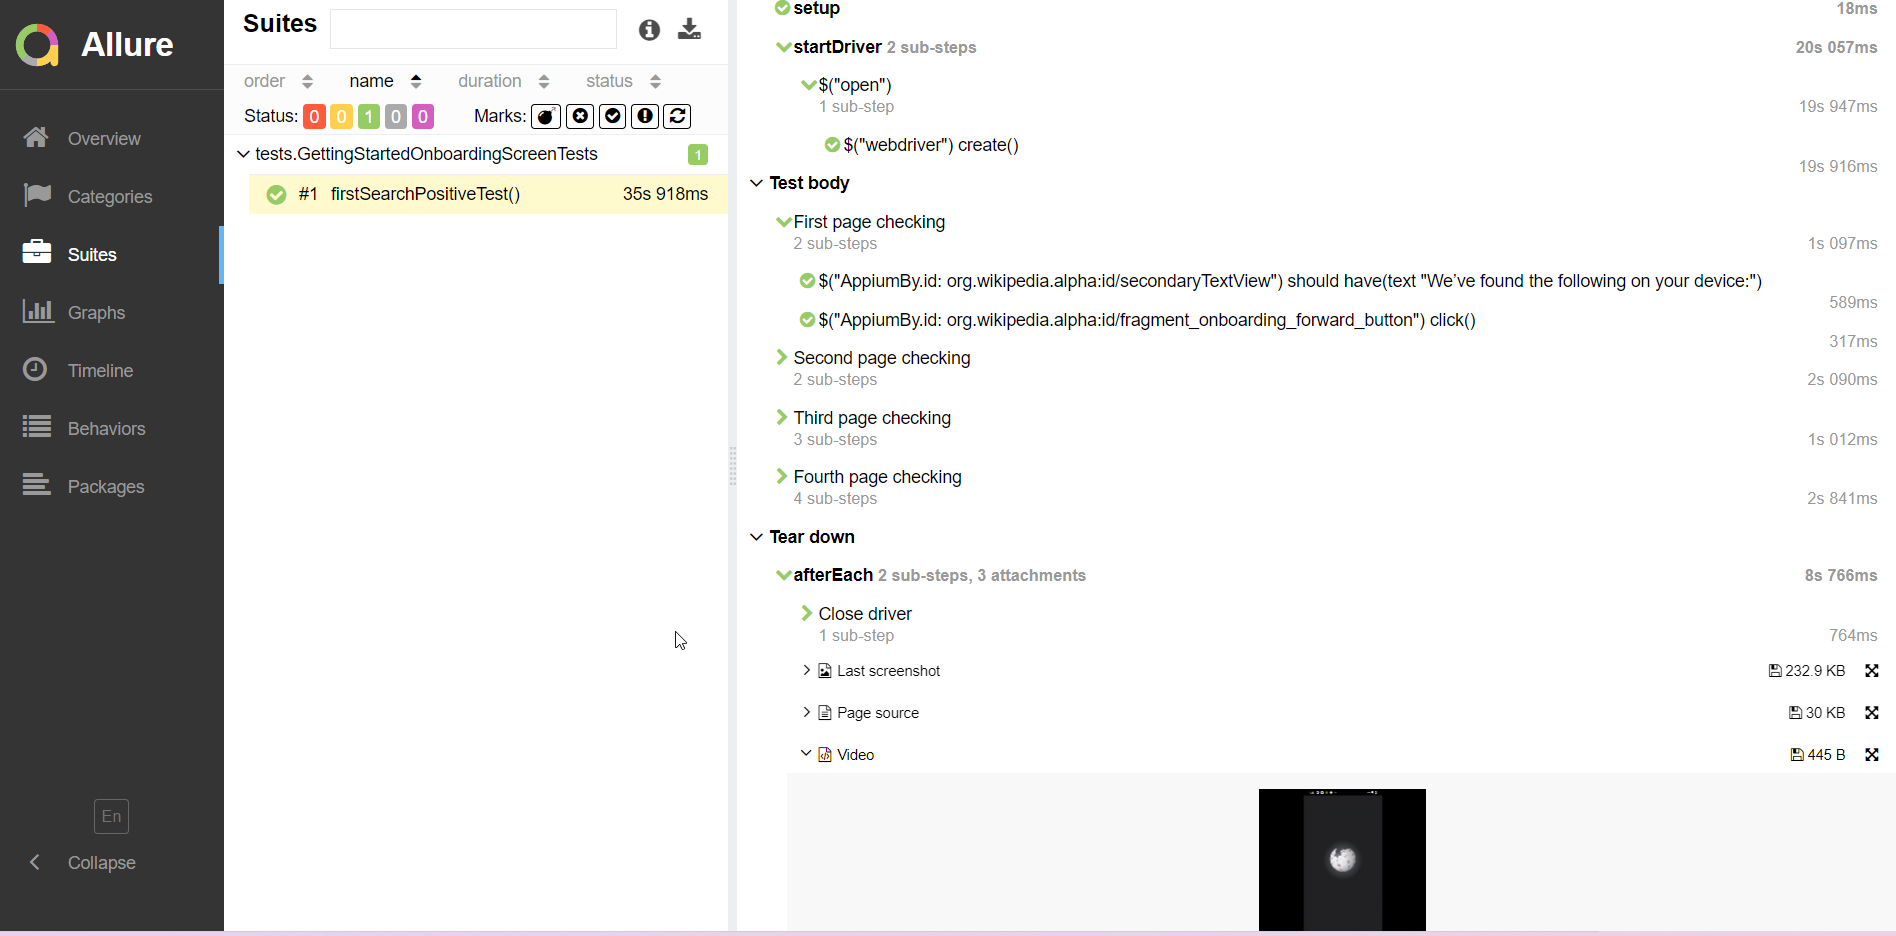 Allure
Overview
Categories
Suites
Graphs
Timeline
Behaviors
Packages
En
Collapse
Suites
order name duration status
Status: 0 0 1 0 0 Marks:
tests.GettingStartedOnboardingScreenTests 1
#1 firstSearchPositiveTest() 35s 918ms
setup 18ms
startDriver 2 sub-steps 20s 057ms
$("open")
1 sub-step 19s 947ms
$("webdriver") create()
19s 916ms
Test body
First page checking
2 sub-steps 1s 097ms
$("AppiumBy.id: org.wikipedia.alpha:id/secondaryTextView") should have(text "We’ve found the following on your device:")
589ms
$("AppiumBy.id: org.wikipedia.alpha:id/fragment_onboarding_forward_button") click()
317ms
Second page checking
2 sub-steps 2s 090ms
Third page checking
3 sub-steps 1s 012ms
Fourth page checking
4 sub-steps 2s 841ms
Tear down
afterEach 2 sub-steps, 3 attachments 8s 766ms
Close driver
1 sub-step 764ms
Last screenshot 232.9 KB
Page source 30 KB
Video 445 B